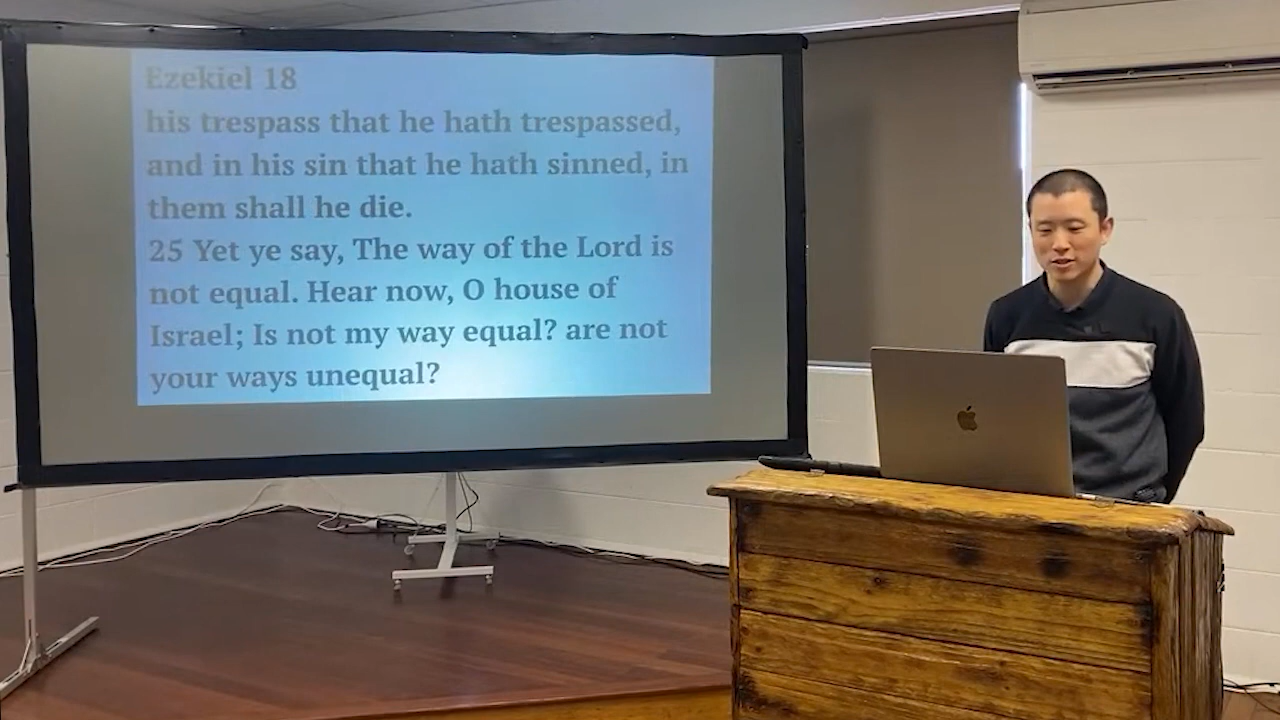 Ezekiel 18
his trespass that he hath trespassed,
and in his sin that he hath sinned, in
them shall he die.
25 Yet ye say, The way of the Lord is
not equal. Hear now, O house of
Israel; Is not my way equal? are not
your ways unequal?